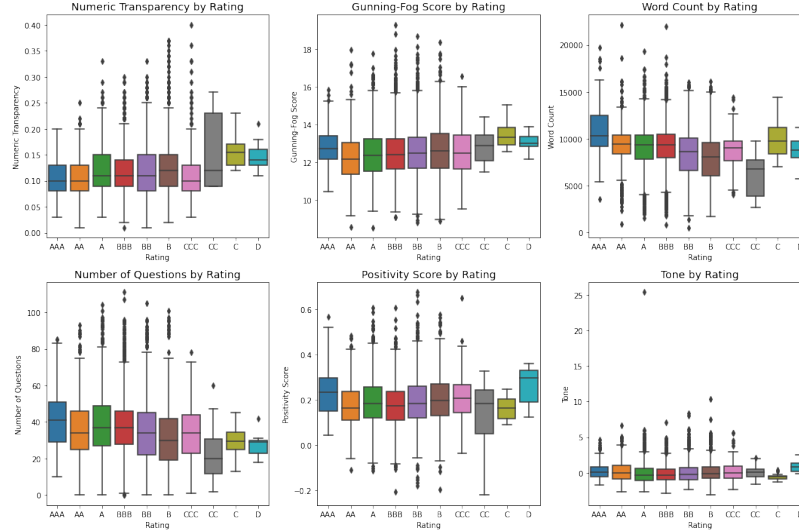 Numeric Transparency by Rating
Numeric Transparency
0.40
0.35
0.30
0.25
0.20
0.15
0.10
0.05
0.00
AAA AA A BBB BB B CCC CC C D
Rating
Gunning-Fog Score by Rating
Gunning-Fog Score
18
16
14
12
10
AAA AA A BBB BB B CCC CC C D
Rating
Word Count by Rating
Word Count
20000
15000
10000
5000
0
AAA AA A BBB BB B CCC CC C D
Rating
Number of Questions by Rating
Number of Questions
100
80
60
40
20
0
AAA AA A BBB BB B CCC CC C D
Rating
Positivity Score by Rating
Positivity Score
0.6
0.4
0.2
0.0
−0.2
AAA AA A BBB BB B CCC CC C D
Rating
Tone by Rating
Tone
25
20
15
10
5
0
AAA AA A BBB BB B CCC CC C D
Rating